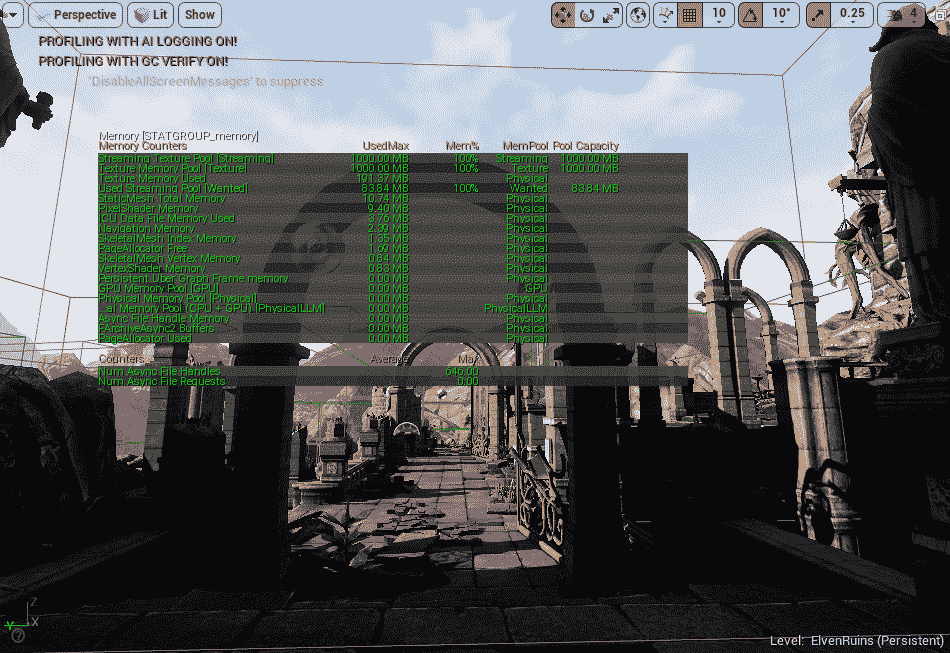 Perspective Lit Show 10 10° 0.25 4
PROFILING WITH AI LOGGING ON!
PROFILING WITH GC VERIFY ON!
'DisableAllScreenMessages' to suppress
Memory [STATGROUP_memory]
Memory Counters UsedMax Mem% MemPool Pool Capacity
Streaming Texture Pool [Streaming] 1000.00 MB 100% Streaming 1000.00 MB
Texture Memory Pool [Texture] 1000.00 MB 100% Texture 1000.00 MB
Texture Memory Used 191.37 MB Physical
Used Streaming Pool [Wanted] 83.84 MB 100% Wanted 83.84 MB
StaticMesh Total Memory 10.74 MB Physical
PixelShader Memory 9.40 MB Physical
ICU Data File Memory Used 3.76 MB Physical
Navigation Memory 2.39 MB Physical
SkeletalMesh Index Memory 1.35 MB Physical
PageAllocator Free 1.69 MB Physical
SkeletalMesh Vertex Memory 0.84 MB Physical
VertexShader Memory 0.83 MB Physical
Persistent Uber Graph Frame memory 0.00 MB Physical
GPU Memory Pool [GPU] 0.00 MB GPU
Physical Memory Pool [Physical] 0.00 MB Physical
...al Memory Pool (CPU + GPU) [PhysicalLLM] 0.00 MB PhysicalLLM
Async File Handle Memory 0.00 MB Physical
FArchiveAsync2 Buffers 0.00 MB Physical
PageAllocator Used 0.00 MB Physical
Counters Average Max
Num Async File Handles 646.00
Num Async File Requests 0.00
Z
X
Y
Level: ElvenRuins (Persistent)